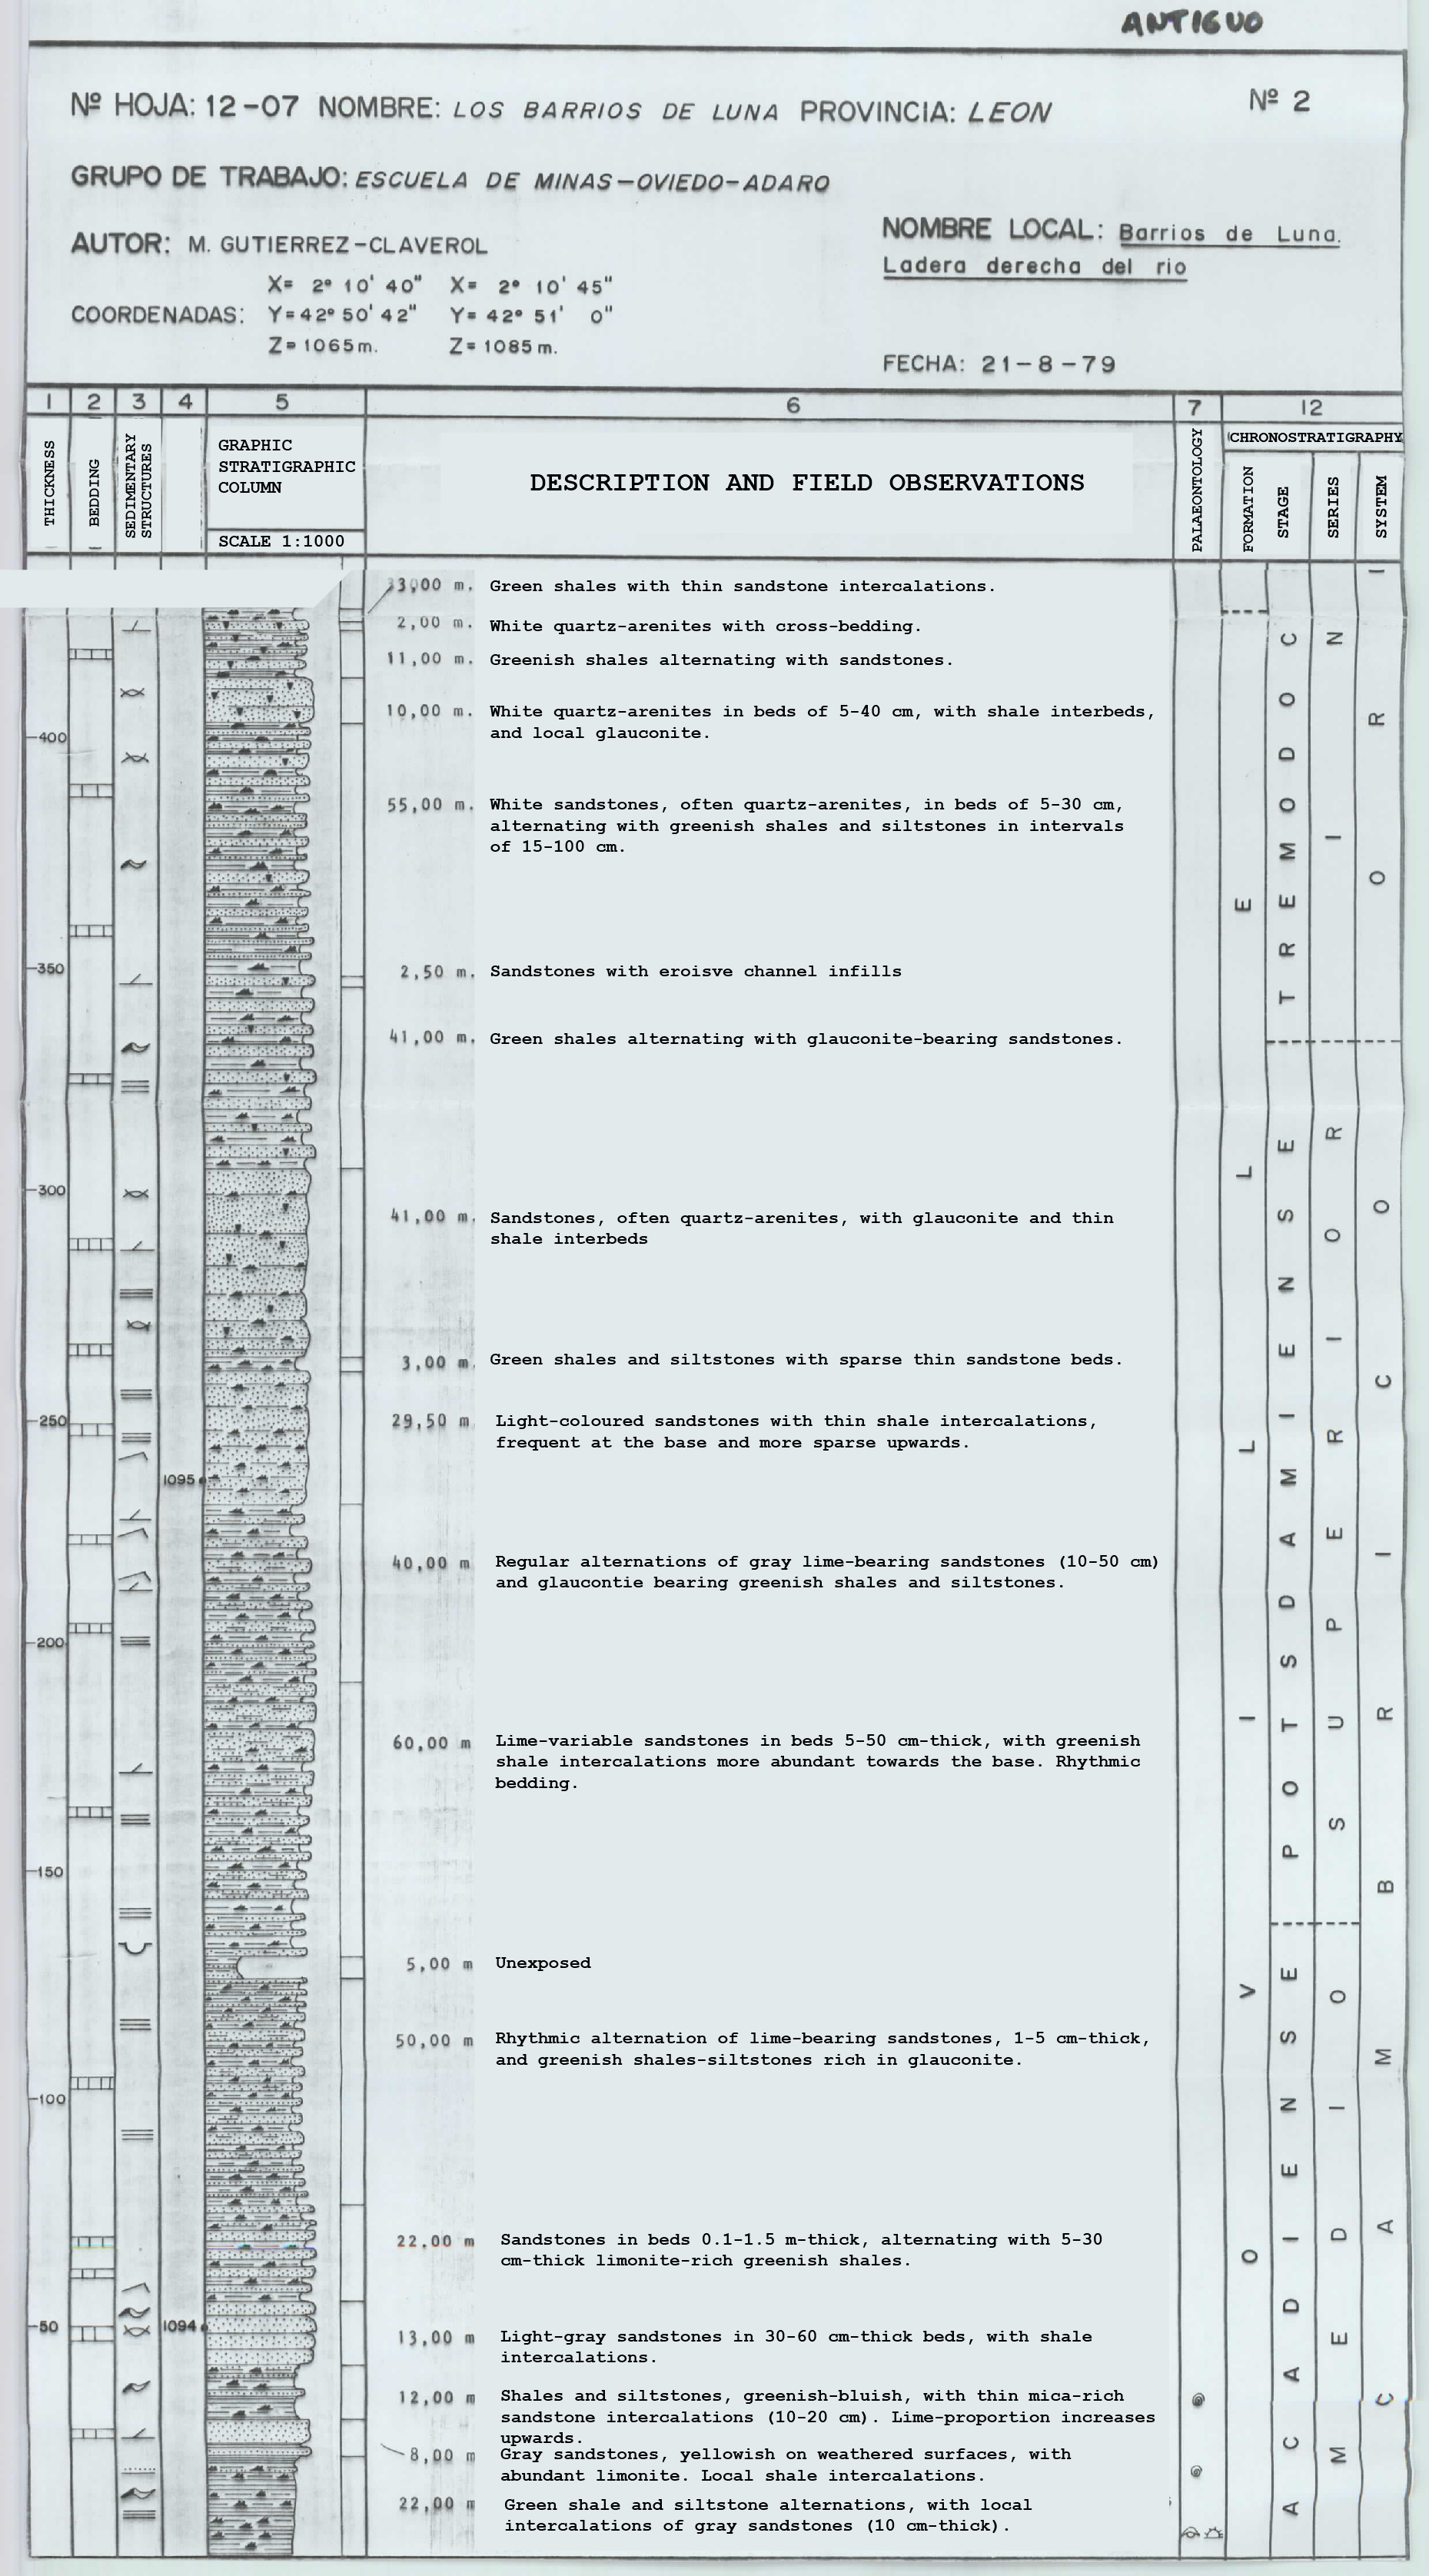 ANTIGUO
Nº HOJA: 12-07 NOMBRE: LOS BARRIOS DE LUNA PROVINCIA: LEON
Nº 2
GRUPO DE TRABAJO: ESCUELA DE MINAS-OVIEDO-ADARO
AUTOR: M. GUTIERREZ-CLAVEROL
NOMBRE LOCAL: Barrios de Luna.
Ladera derecha del rio
X= 2º 10' 40" X= 2º 10' 45"
COORDENADAS: Y=42º 50' 42" Y= 42º 51' 0"
Z=1065m. Z=1085m.
FECHA: 21-8-79
1 2 3 4 5 6 7 12
THICKNESS
BEDDING
SEDIMENTARY
STRUCTURES
GRAPHIC
STRATIGRAPHIC
COLUMN
SCALE 1:1000
DESCRIPTION AND FIELD OBSERVATIONS
PALAEONTOLOGY
CHRONOSTRATIGRAPHY
FORMATION
STAGE
SERIES
SYSTEM
33,00 m. Green shales with thin sandstone intercalations.
2,00 m. White quartz-arenites with cross-bedding.
11,00 m. Greenish shales alternating with sandstones.
10,00 m. White quartz-arenites in beds of 5-40 cm, with shale interbeds,
and local glauconite.
400
55,00 m. White sandstones, often quartz-arenites, in beds of 5-30 cm,
alternating with greenish shales and siltstones in intervals
of 15-100 cm.
350
2,50 m. Sandstones with eroisve channel infills
41,00 m. Green shales alternating with glauconite-bearing sandstones.
300
41,00 m. Sandstones, often quartz-arenites, with glauconite and thin
shale interbeds
3,00 m. Green shales and siltstones with sparse thin sandstone beds.
250
29,50 m Light-coloured sandstones with thin shale intercalations,
frequent at the base and more sparse upwards.
1095
40,00 m Regular alternations of gray lime-bearing sandstones (10-50 cm)
and glaucontie bearing greenish shales and siltstones.
200
60,00 m Lime-variable sandstones in beds 5-50 cm-thick, with greenish
shale intercalations more abundant towards the base. Rhythmic
bedding.
150
5,00 m Unexposed
50,00 m Rhythmic alternation of lime-bearing sandstones, 1-5 cm-thick,
and greenish shales-siltstones rich in glauconite.
100
22.00 m Sandstones in beds 0.1-1.5 m-thick, alternating with 5-30
cm-thick limonite-rich greenish shales.
50
1094
13,00 m Light-gray sandstones in 30-60 cm-thick beds, with shale
intercalations.
12,00 m Shales and siltstones, greenish-bluish, with thin mica-rich
sandstone intercalations (10-20 cm). Lime-proportion increases
upwards.
8,00 m Gray sandstones, yellowish on weathered surfaces, with
abundant limonite. Local shale intercalations.
22,00 m Green shale and siltstone alternations, with local
intercalations of gray sandstones (10 cm-thick).
OVILLE
ACADIENSE
POTSDAMIENSE
TREMODOC
MEDIO
SUPERIOR
IN
CAMBRICO
ORI